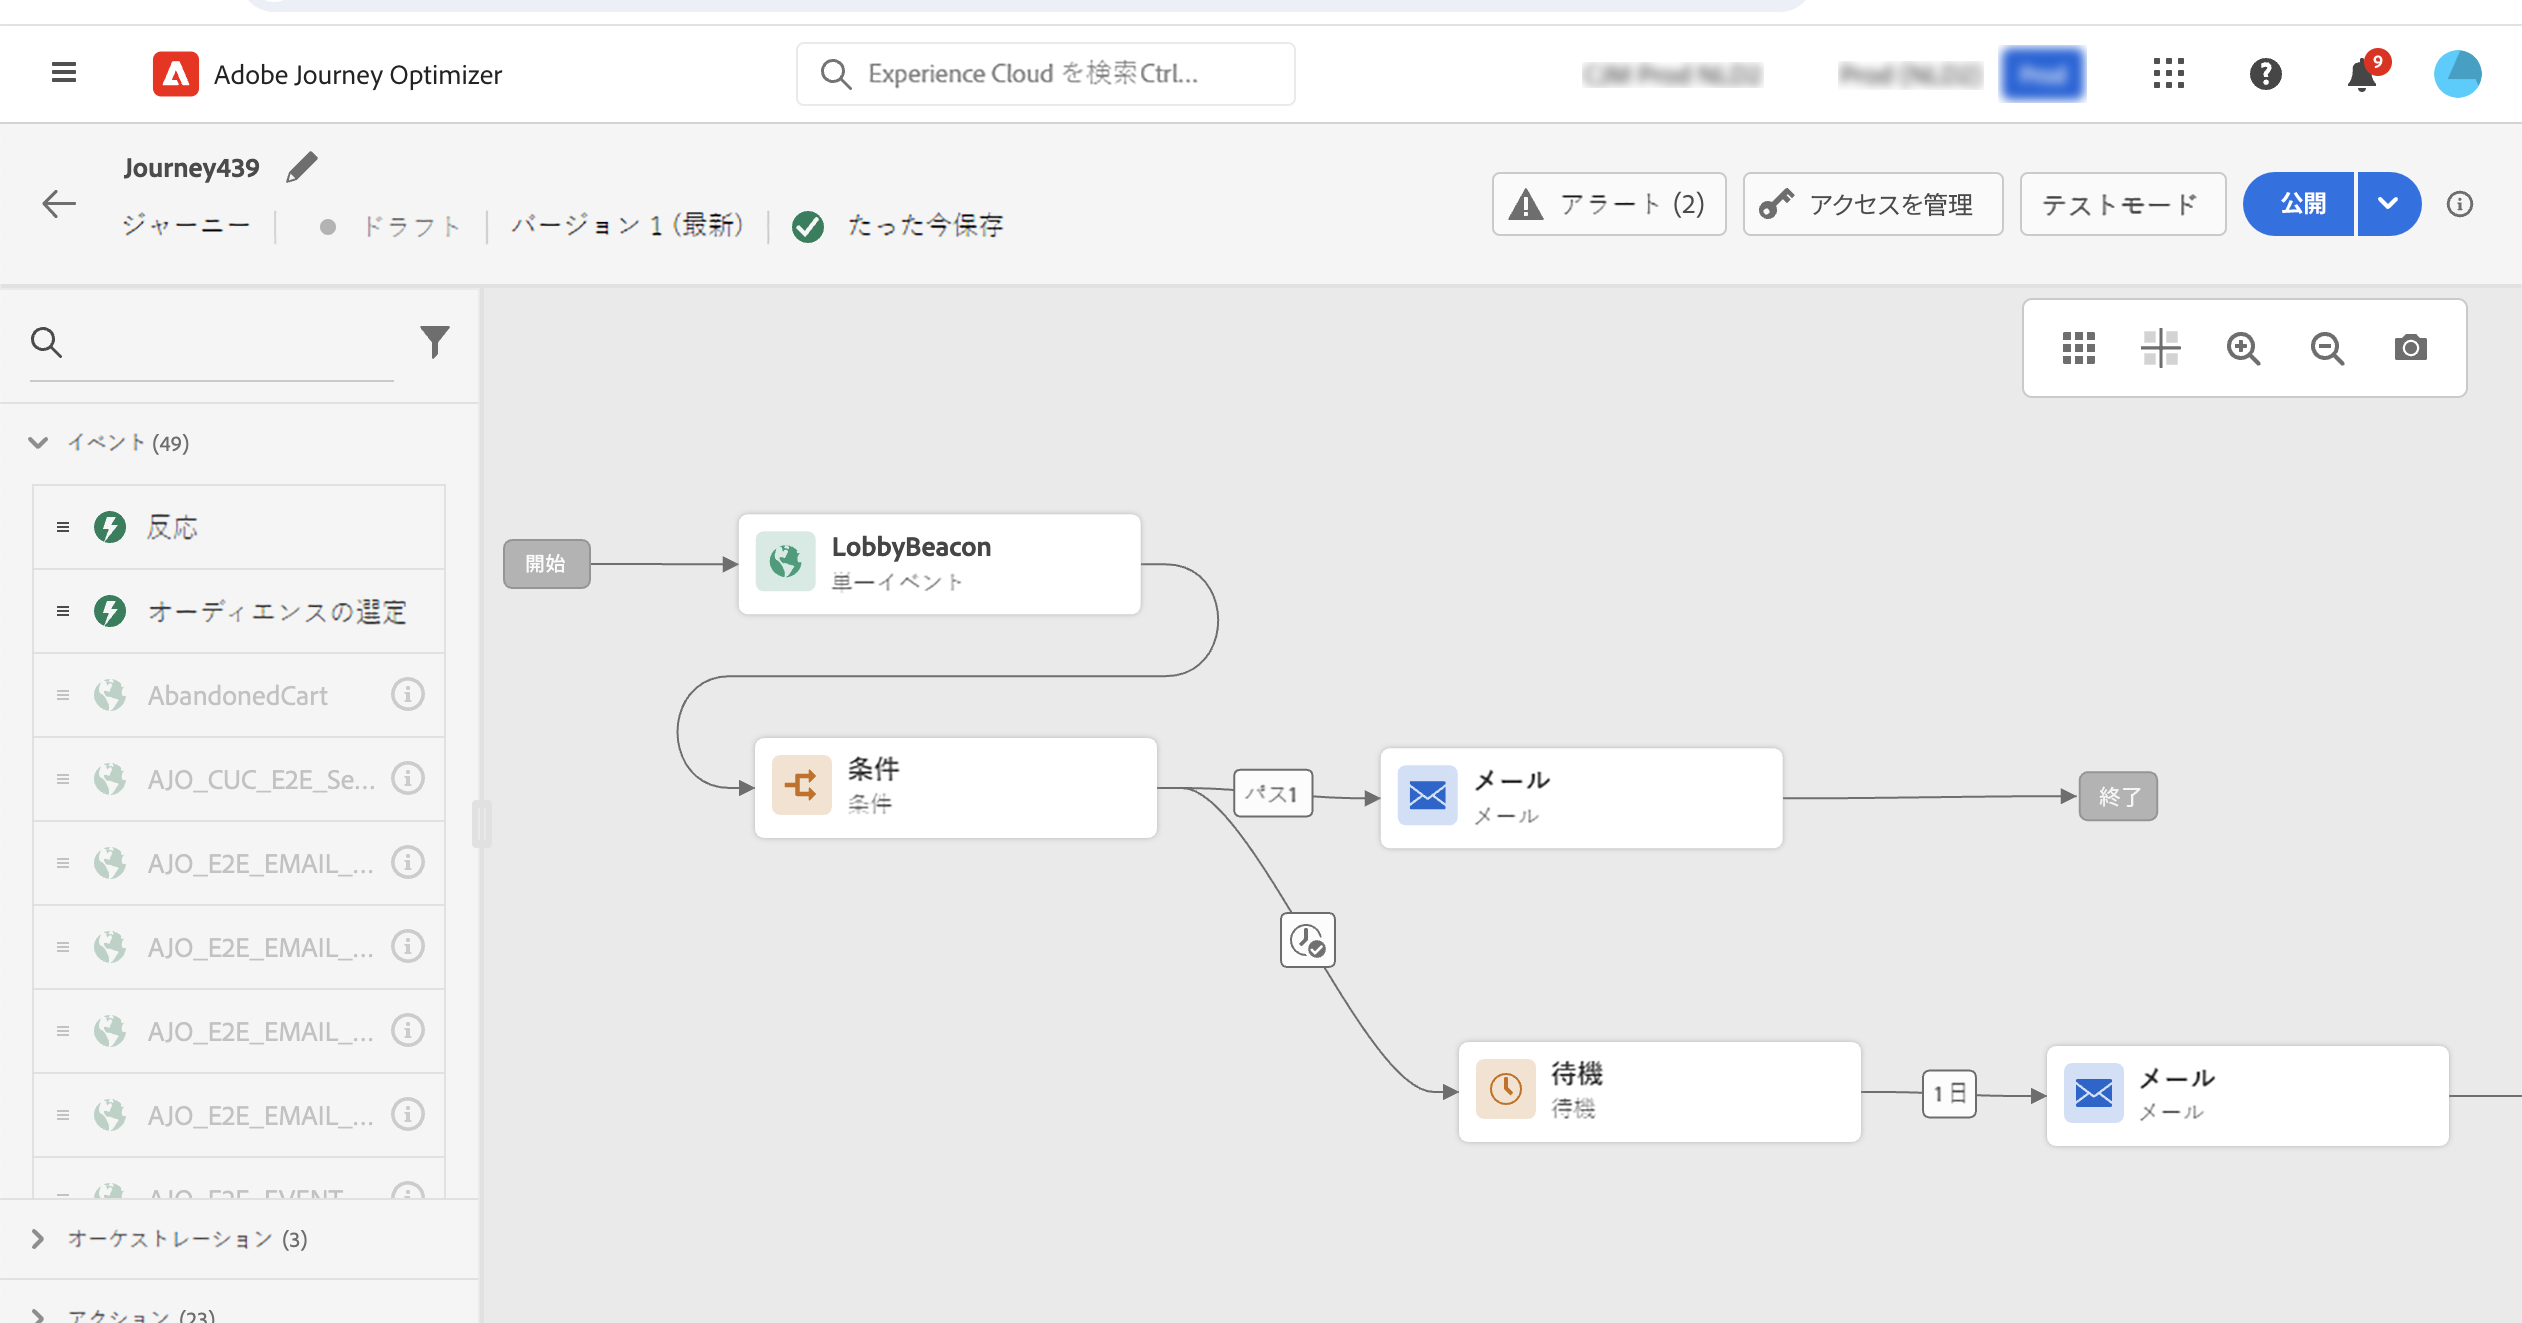 Adobe Journey Optimizer
Experience Cloud を検索Ctrl...
9
Journey439
ジャーニー
ドラフト
バージョン 1 (最新)
たった今保存
アラート (2)
アクセスを管理
テストモード
公開
イベント (49)
反応
オーディエンスの選定
AbandonedCart
AJO_CUC_E2E_Se...
AJO_E2E_EMAIL_...
AJO_E2E_EMAIL_...
AJO_E2E_EMAIL_...
AJO_E2E_EMAIL_...
AJO_E2E_EVENT
オーケストレーション (3)
アクション (23)
開始
LobbyBeacon
単一イベント
条件
条件
パス1
メール
メール
終了
待機
待機
1 日
メール
メール